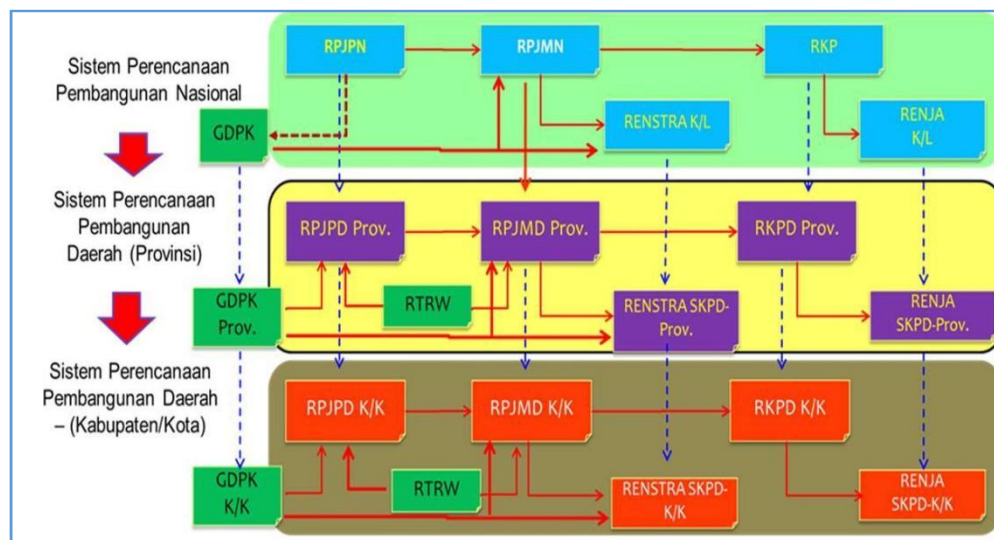 Sistem Perencanaan
Pembangunan Nasional
RPJPN
RPJMN
RKP
GDPK
RENSTRA K/L
RENJA
K/L
Sistem Perencanaan
Pembangunan
Daerah (Provinsi)
RPJPD Prov.
RPJMD Prov.
RKPD Prov.
GDPK
Prov.
RTRW
RENSTRA SKPD-
Prov.
RENJA
SKPD-Prov.
Sistem Perencanaan
Pembangunan Daerah
– (Kabupaten/Kota)
RPJPD K/K
RPJMD K/K
RKPD K/K
GDPK
K/K
RTRW
RENSTRA SKPD-
K/K
RENJA
SKPD-K/K